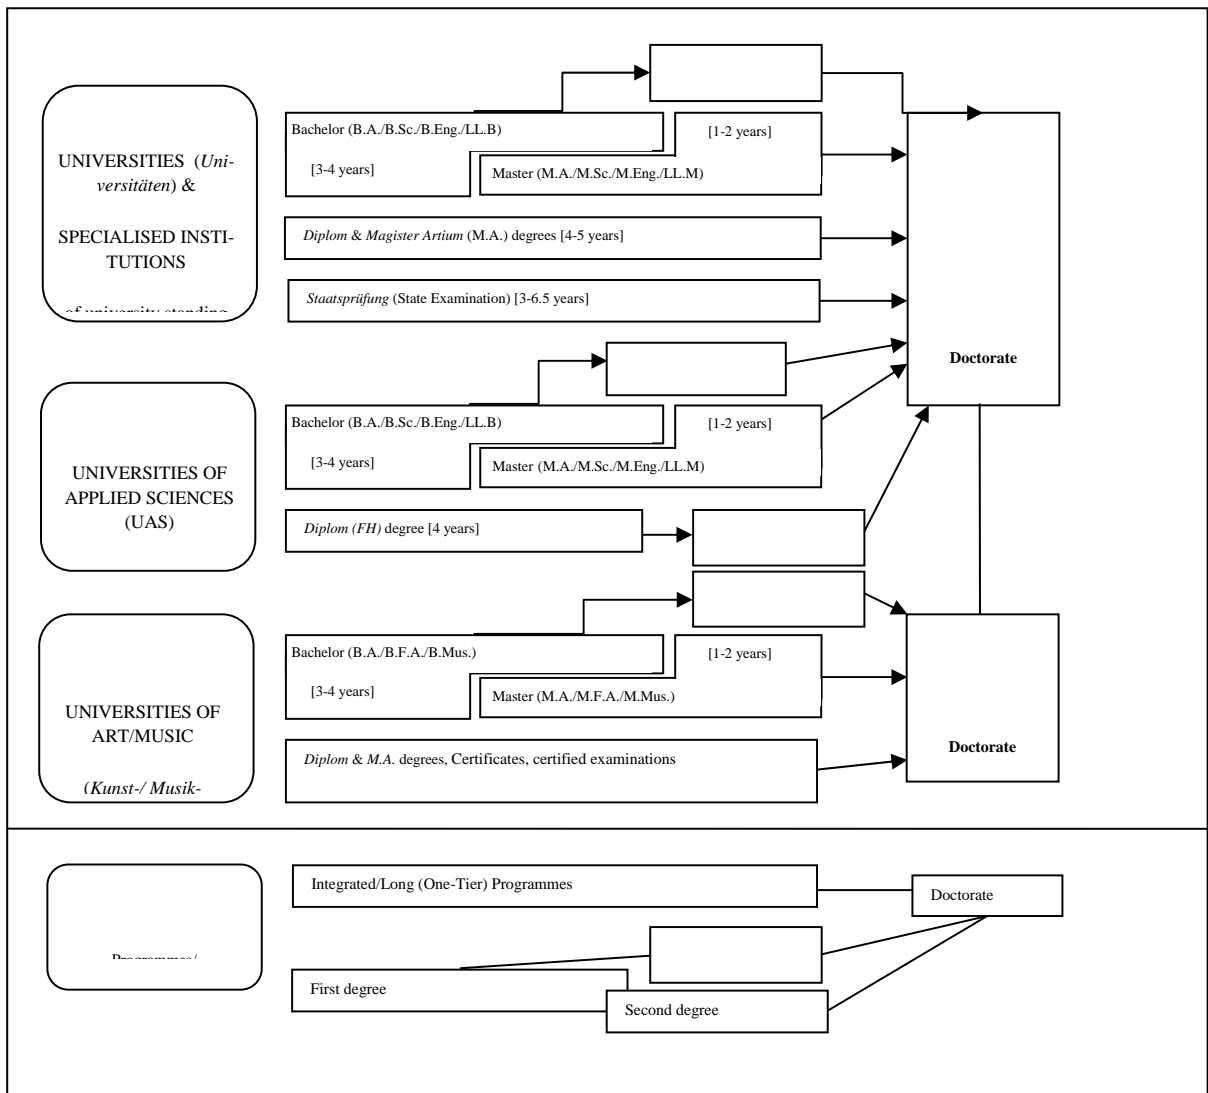 UNIVERSITIES (Uni-
versitäten) &
SPECIALISED INSTI-
TUTIONS
of university standing
Bachelor (B.A./B.Sc./B.Eng./LL.B)
[3-4 years]
[1-2 years]
Master (M.A./M.Sc./M.Eng./LL.M)
Diplom & Magister Artium (M.A.) degrees [4-5 years]
Staatsprüfung (State Examination) [3-6.5 years]
Doctorate
UNIVERSITIES OF
APPLIED SCIENCES
(UAS)
Bachelor (B.A./B.Sc./B.Eng./LL.B)
[3-4 years]
[1-2 years]
Master (M.A./M.Sc./M.Eng./LL.M)
Diplom (FH) degree [4 years]
UNIVERSITIES OF
ART/MUSIC
(Kunst-/ Musik-
Bachelor (B.A./B.F.A./B.Mus.)
[3-4 years]
[1-2 years]
Master (M.A./M.F.A./M.Mus.)
Diplom & M.A. degrees, Certificates, certified examinations
Doctorate
Programmes/
Integrated/Long (One-Tier) Programmes
Doctorate
First degree
Second degree